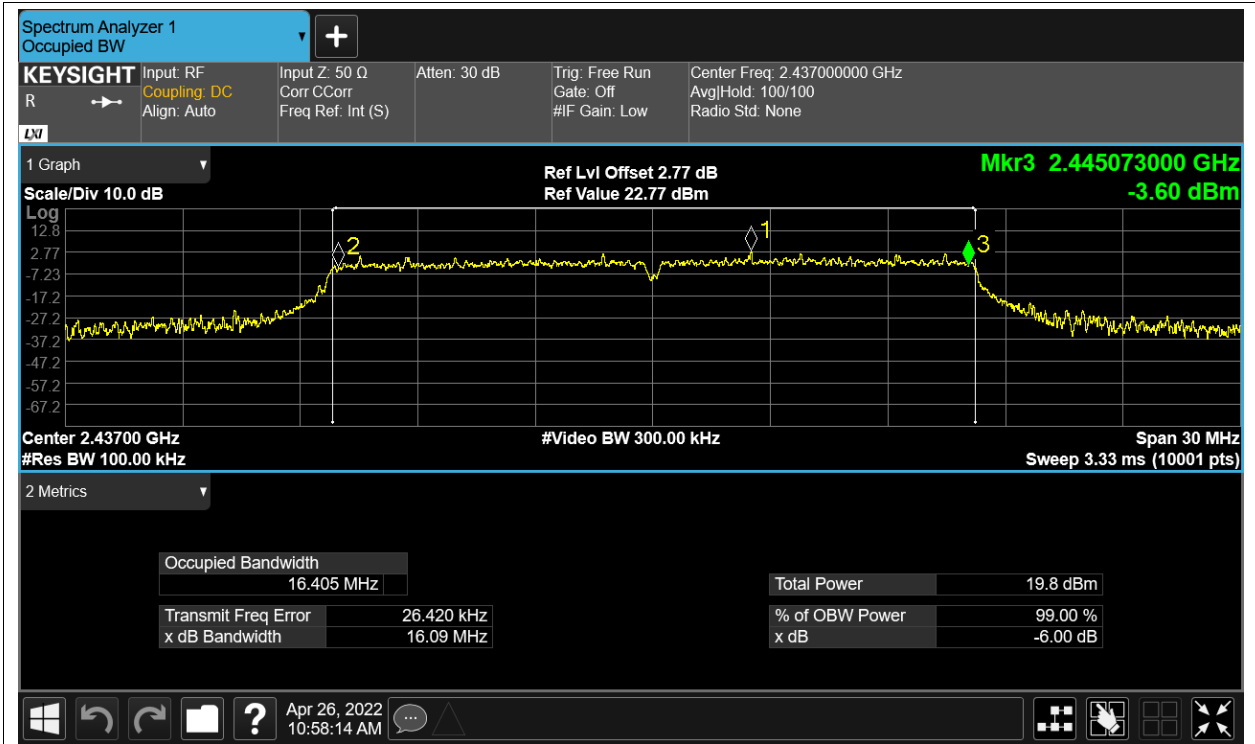 Spectrum Analyzer 1
Occupied BW
▼
+
KEYSIGHT
R
LXI
Input: RF
Coupling: DC
Align: Auto
Input Z: 50 Ω
Corr CCorr
Freq Ref: Int (S)
Atten: 30 dB
Trig: Free Run
Gate: Off
#IF Gain: Low
Center Freq: 2.437000000 GHz
Avg|Hold: 100/100
Radio Std: None
1 Graph ▼
Scale/Div 10.0 dB
Ref Lvl Offset 2.77 dB
Ref Value 22.77 dBm
Mkr3 2.445073000 GHz
-3.60 dBm
Log
12.8
2.77
-7.23
-17.2
-27.2
-37.2
-47.2
-57.2
-67.2
2
1
3
Center 2.43700 GHz
#Res BW 100.00 kHz
#Video BW 300.00 kHz
Span 30 MHz
Sweep 3.33 ms (10001 pts)
2 Metrics ▼
Occupied Bandwidth
16.405 MHz
Transmit Freq Error 26.420 kHz
x dB Bandwidth 16.09 MHz
Total Power 19.8 dBm
% of OBW Power 99.00 %
x dB -6.00 dB
?
Apr 26, 2022
10:58:14 AM